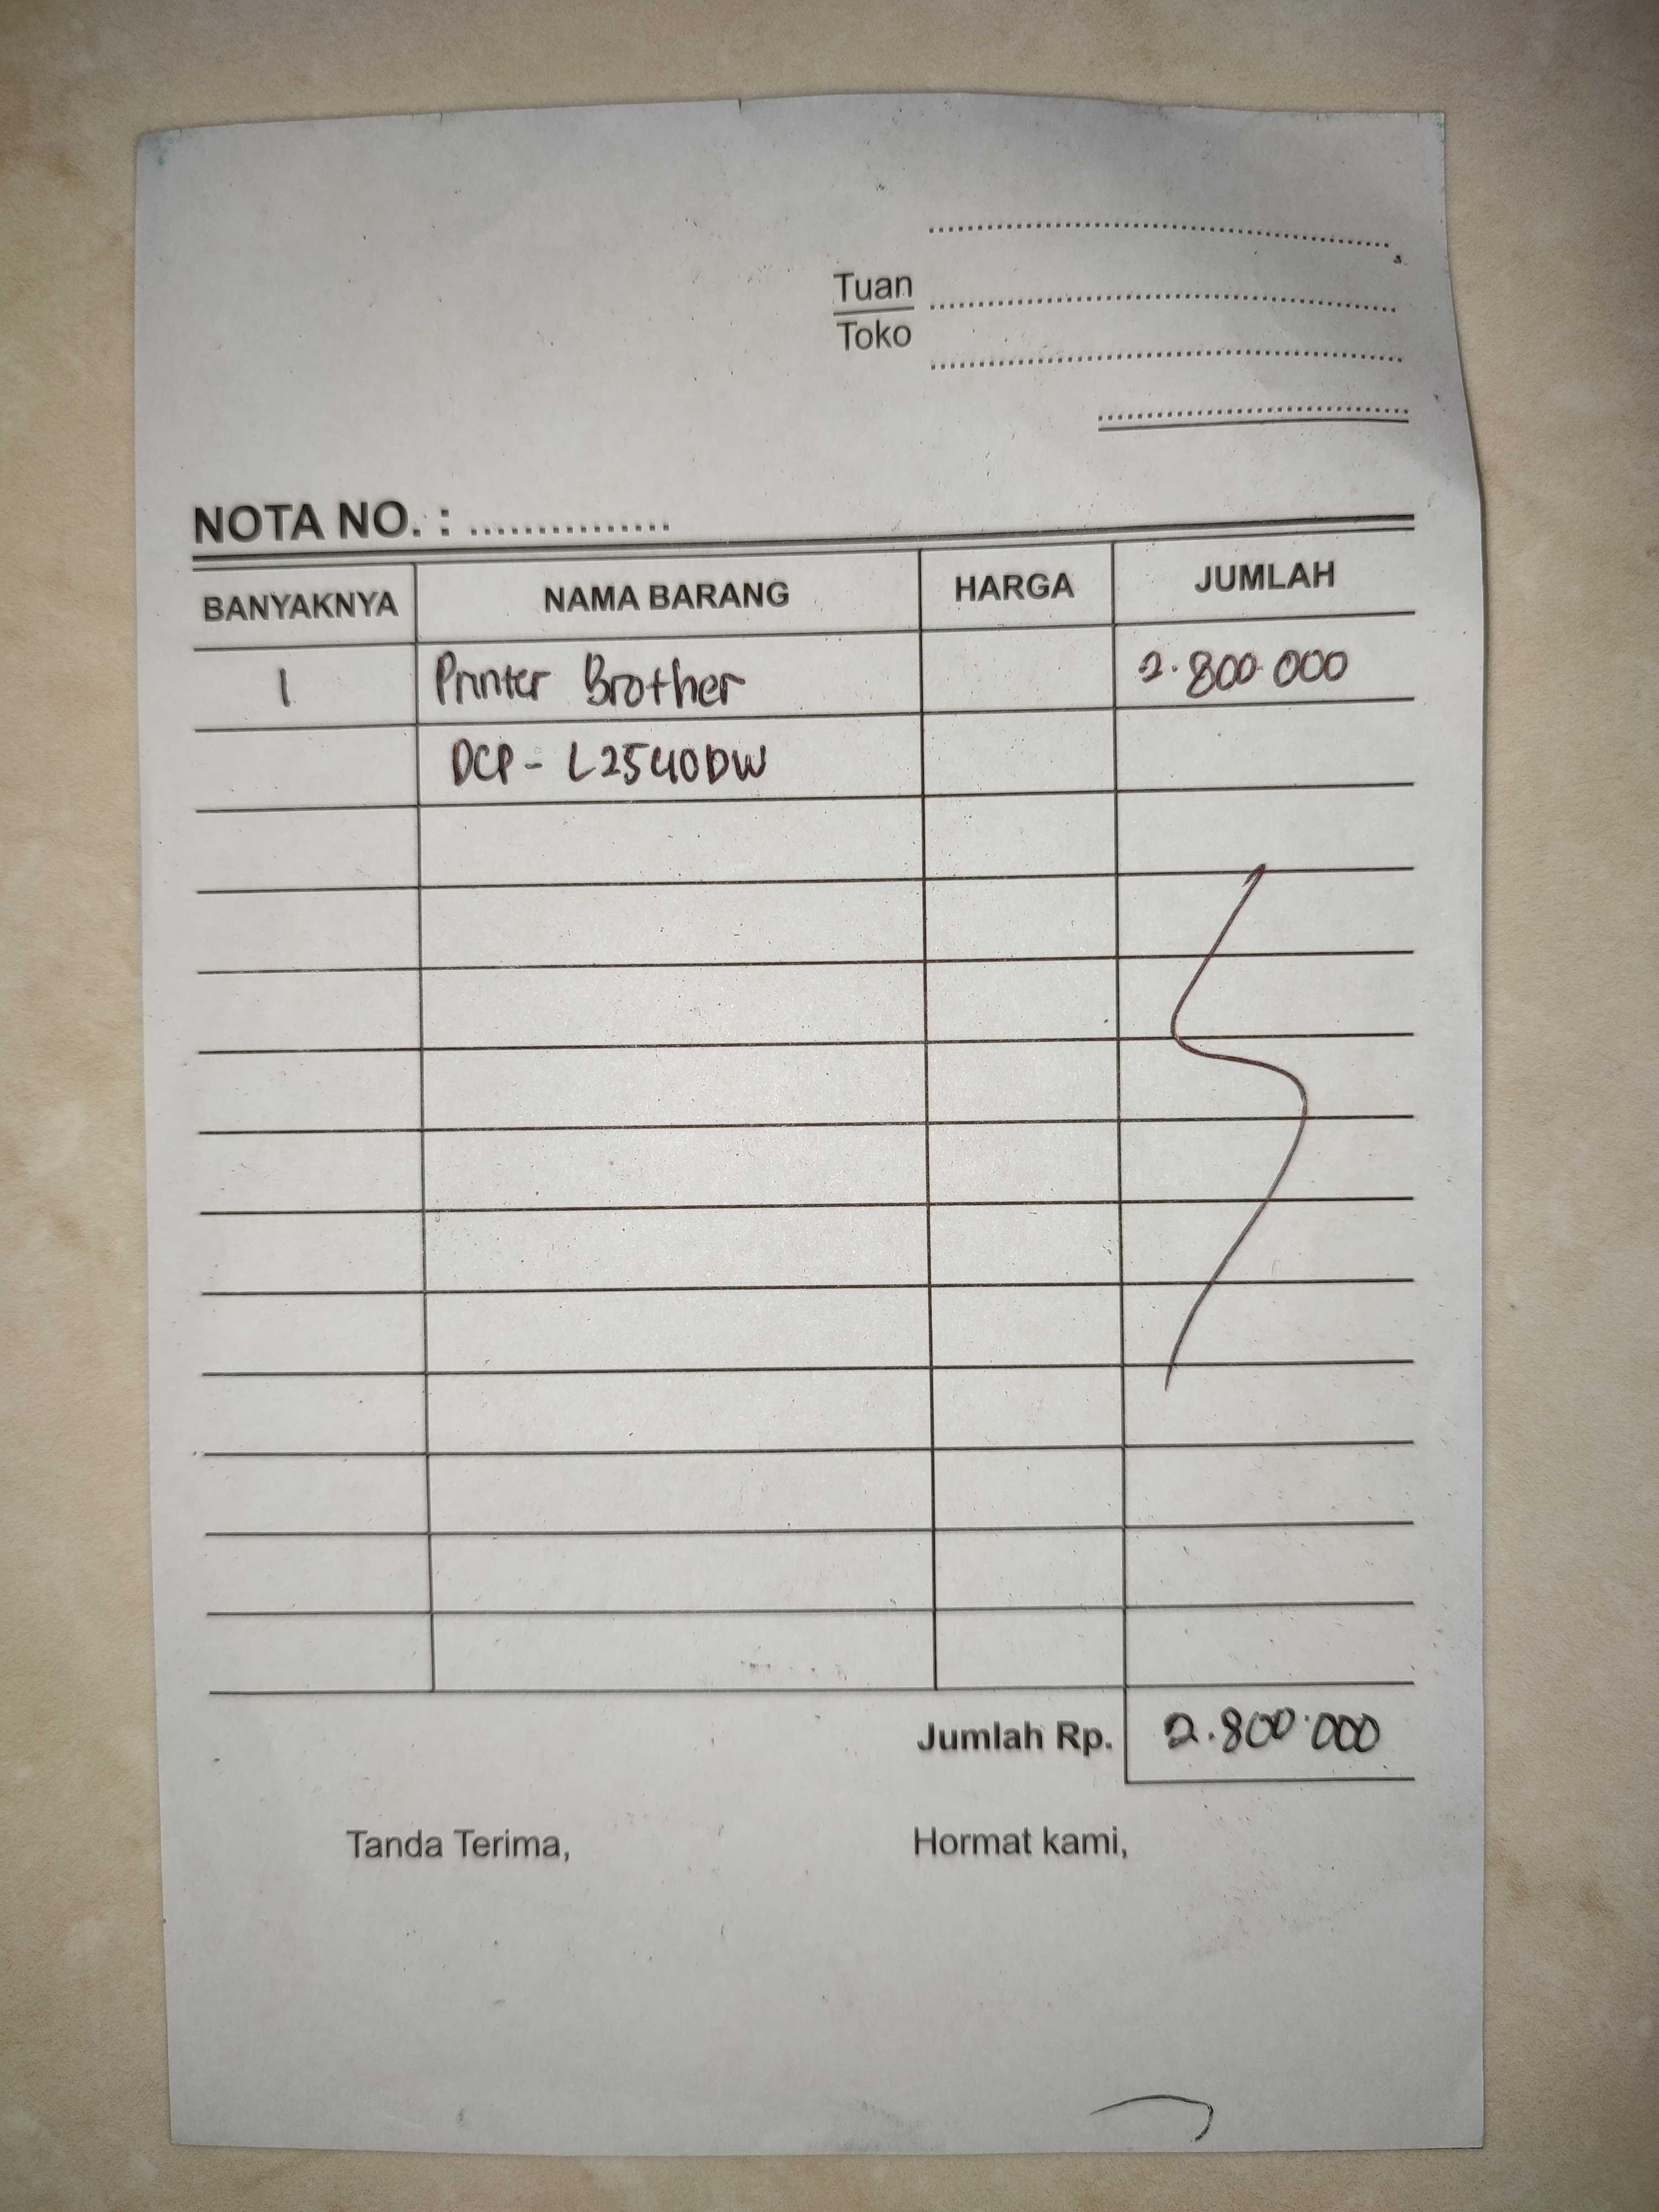 Tuan
Toko
NOTA NO. : ...............
BANYAKNYA NAMA BARANG HARGA JUMLAH
1 Printer Brother 2.800.000
DCP - L2540DW
Jumlah Rp. 2.800.000
Tanda Terima, Hormat kami,